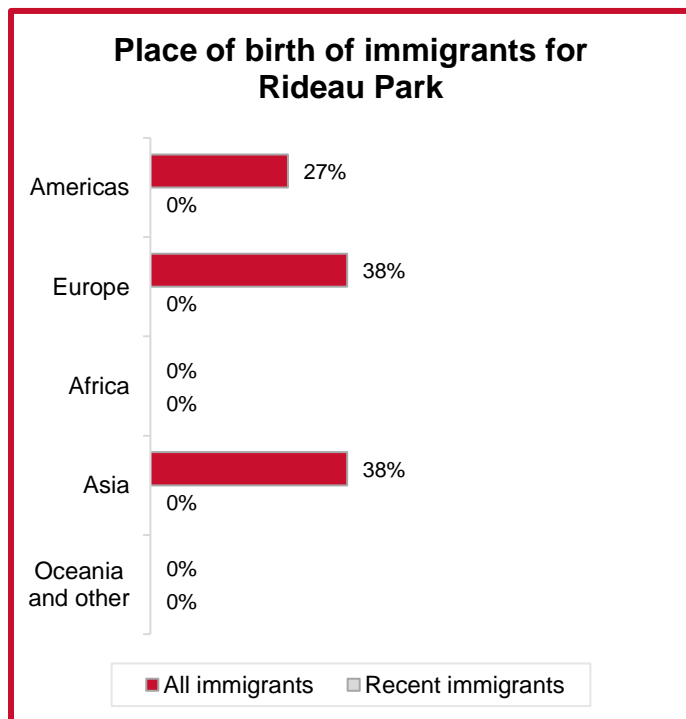 Place of birth of immigrants for
Rideau Park
Americas
27%
0%
Europe
38%
0%
Africa
0%
0%
Asia
38%
0%
Oceania
and other
0%
0%
All immigrants
Recent immigrants